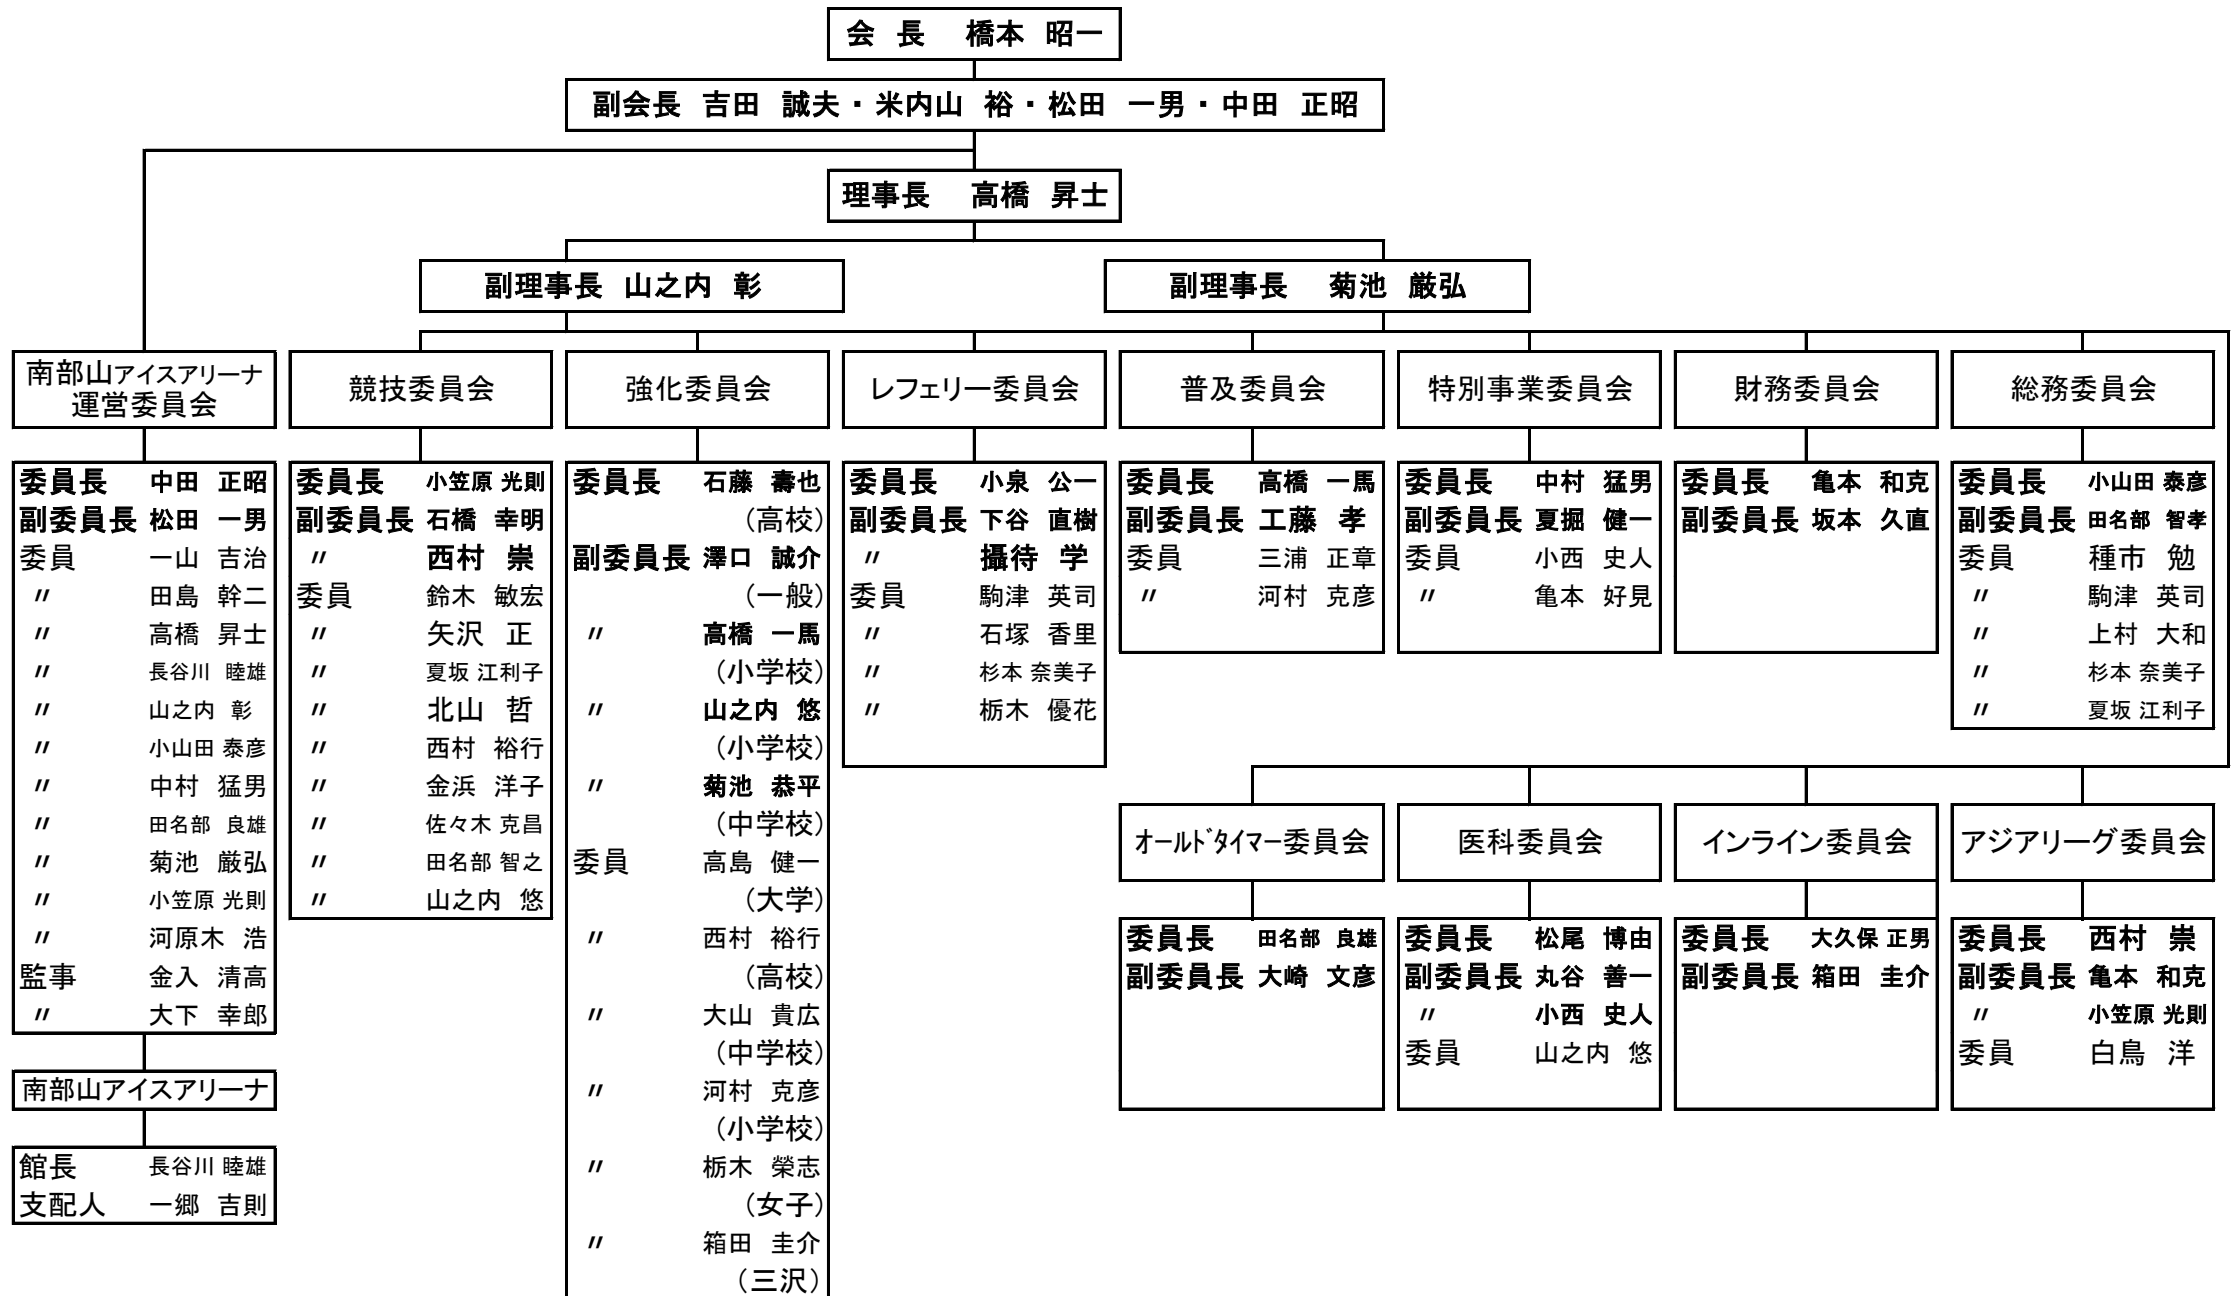 会 長 橋本 昭一
副会長 吉田 誠夫・米内山 裕・松田 一男・中田 正昭
理事長 高橋 昇士
副理事長 山之内 彰
副理事長 菊池 厳弘
南部山アイスアリーナ
運営委員会
委員長 中田 正昭
副委員長 松田 一男
委員 一山 吉治
〃 田島 幹二
〃 高橋 昇士
〃 長谷川 睦雄
〃 山之内 彰
〃 小山田 泰彦
〃 中村 猛男
〃 田名部 良雄
〃 菊池 厳弘
〃 小笠原 光則
〃 河原木 浩
監事 金入 清高
〃 大下 幸郎
南部山アイスアリーナ
館長 長谷川 睦雄
支配人 一郷 吉則
競技委員会
委員長 小笠原 光則
副委員長 石橋 幸明
〃 西村 崇
委員 鈴木 敏宏
〃 矢沢 正
〃 夏坂 江利子
〃 北山 哲
〃 西村 裕行
〃 金浜 洋子
〃 佐々木 克昌
〃 田名部 智之
〃 山之内 悠
強化委員会
委員長 石藤 壽也
(高校)
副委員長 澤口 誠介
(一般)
〃 高橋 一馬
(小学校)
〃 山之内 悠
(小学校)
〃 菊池 恭平
(中学校)
委員 高島 健一
(大学)
〃 西村 裕行
(高校)
〃 大山 貴広
(中学校)
〃 河村 克彦
(小学校)
〃 栃木 榮志
(女子)
〃 箱田 圭介
(三沢)
レフェリー委員会
委員長 小泉 公一
副委員長 下谷 直樹
〃 攝待 学
委員 駒津 英司
〃 石塚 香里
〃 杉本 奈美子
〃 栃木 優花
普及委員会
委員長 高橋 一馬
副委員長 工藤 孝
委員 三浦 正章
〃 河村 克彦
特別事業委員会
委員長 中村 猛男
副委員長 夏掘 健一
委員 小西 史人
〃 亀本 好見
財務委員会
委員長 亀本 和克
副委員長 坂本 久直
総務委員会
委員長 小山田 泰彦
副委員長 田名部 智孝
委員 種市 勉
〃 駒津 英司
〃 上村 大和
〃 杉本 奈美子
〃 夏坂 江利子
ｵｰﾙﾄﾞﾀｲﾏｰ委員会
委員長 田名部 良雄
副委員長 大崎 文彦
医科委員会
委員長 松尾 博由
副委員長 丸谷 善一
〃 小西 史人
委員 山之内 悠
インライン委員会
委員長 大久保 正男
副委員長 箱田 圭介
アジアリーグ委員会
委員長 西村 崇
副委員長 亀本 和克
〃 小笠原 光則
委員 白鳥 洋